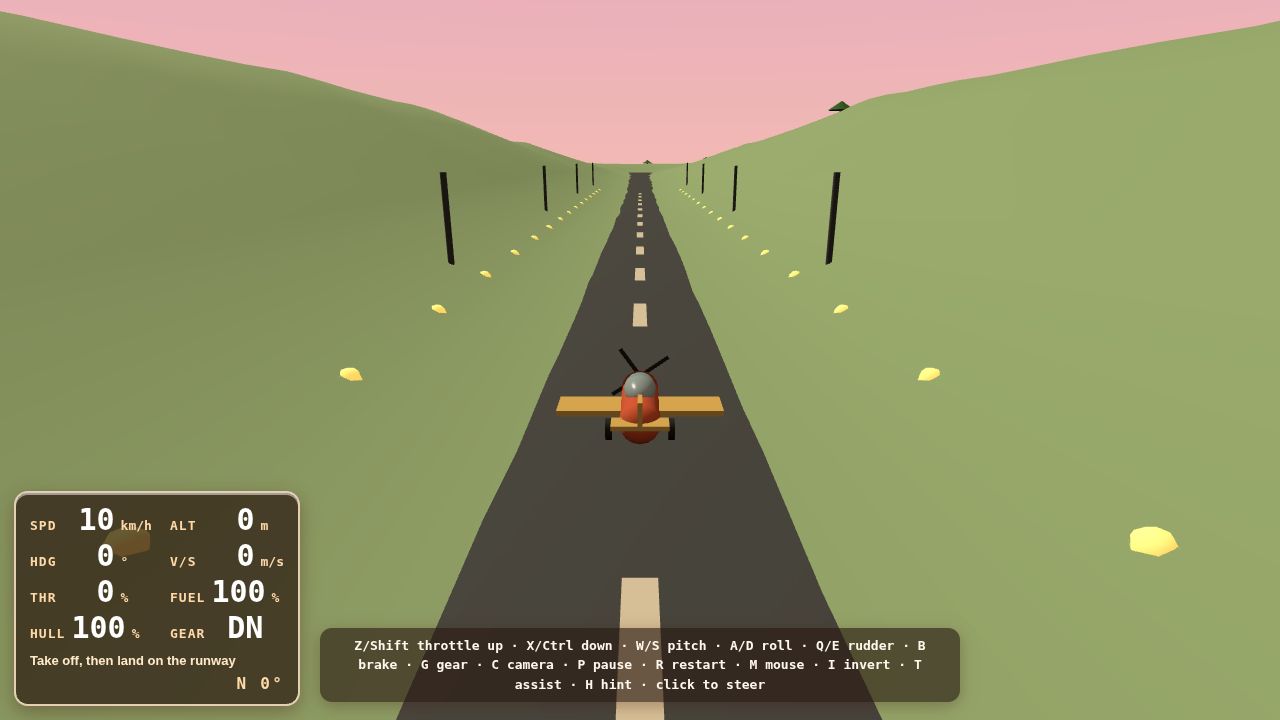 SPD 10 km/h ALT 0 m
HDG 0 ° V/S 0 m/s
THR 0 % FUEL 100 %
HULL 100 % GEAR DN
Take off, then land on the runway
N 0°
Z/Shift throttle up · X/Ctrl down · W/S pitch · A/D roll · Q/E rudder · B
brake · G gear · C camera · P pause · R restart · M mouse · I invert · T
assist · H hint · click to steer